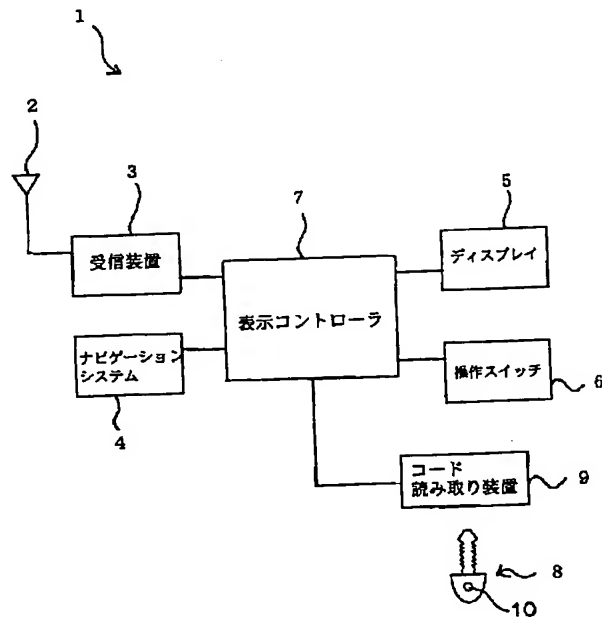 1
2
3
受信装置
7
表示コントローラ
5
ディスプレイ
ナビゲーション
システム
4
操作スイッチ
6
コード
読み取り装置
9
8
10